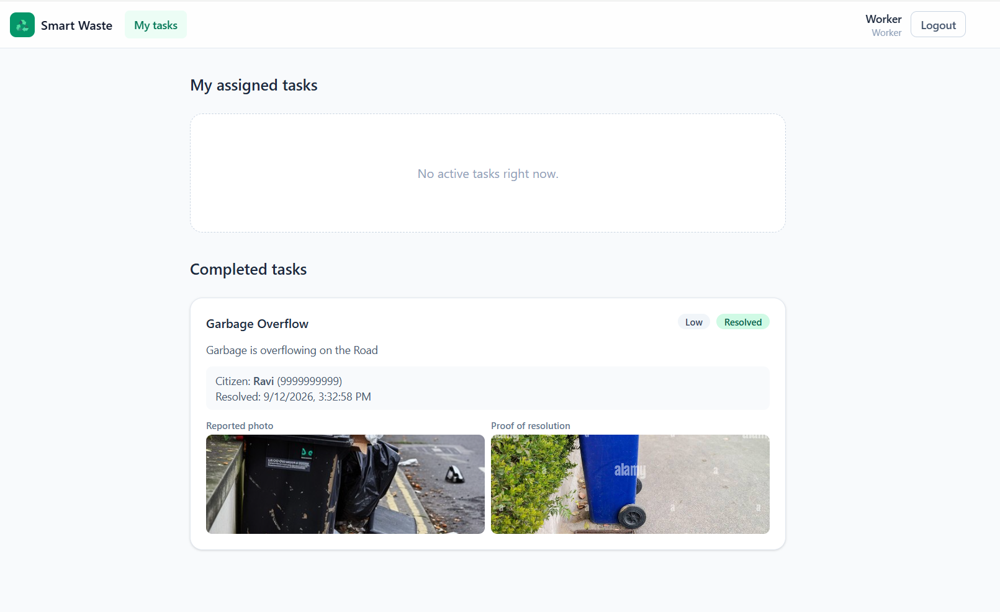 Smart Waste
My tasks
Worker
Worker
Logout
My assigned tasks
No active tasks right now.
Completed tasks
Garbage Overflow
Low
Resolved
Garbage is overflowing on the Road
Citizen: Ravi (9999999999)
Resolved: 9/12/2026, 3:32:58 PM
Reported photo
Proof of resolution
alamy
a
a
a
a
a